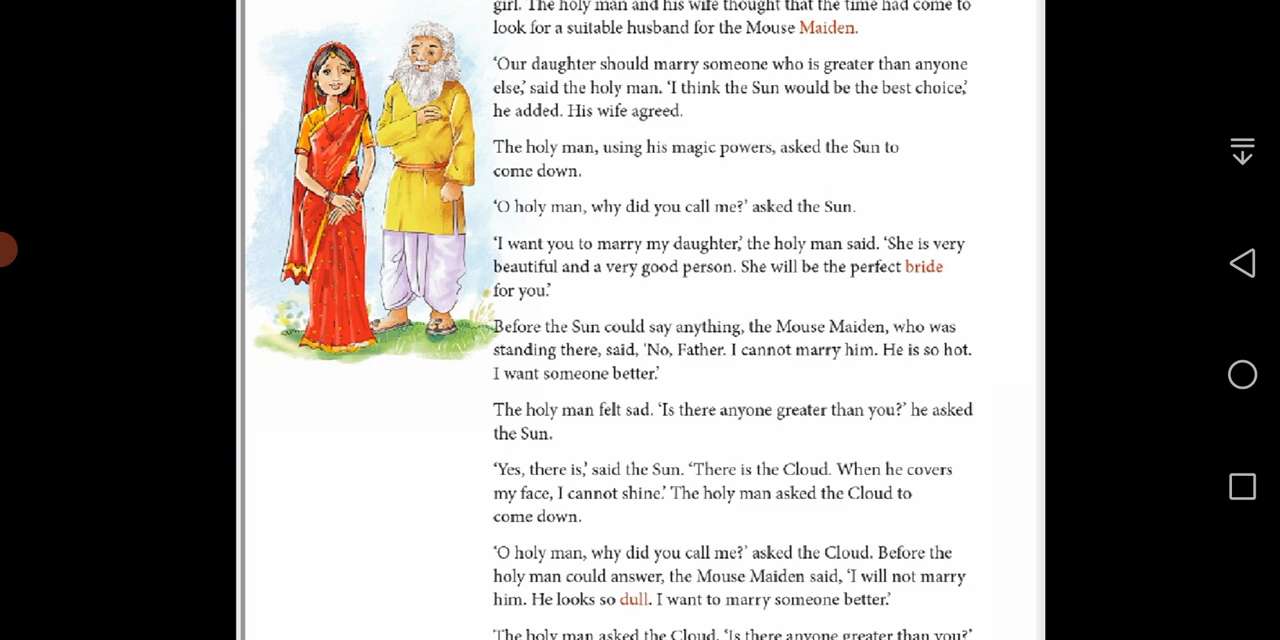 girl. The holy man and his wife thought that the time had come to
look for a suitable husband for the Mouse Maiden.
‘Our daughter should marry someone who is greater than anyone
else,’ said the holy man. ‘I think the Sun would be the best choice,’
he added. His wife agreed.
The holy man, using his magic powers, asked the Sun to
come down.
‘O holy man, why did you call me?’ asked the Sun.
‘I want you to marry my daughter,’ the holy man said. ‘She is very
beautiful and a very good person. She will be the perfect bride
for you.’
Before the Sun could say anything, the Mouse Maiden, who was
standing there, said, ‘No, Father. I cannot marry him. He is so hot.
I want someone better.’
The holy man felt sad. ‘Is there anyone greater than you?’ he asked
the Sun.
‘Yes, there is,’ said the Sun. ‘There is the Cloud. When he covers
my face, I cannot shine.’ The holy man asked the Cloud to
come down.
‘O holy man, why did you call me?’ asked the Cloud. Before the
holy man could answer, the Mouse Maiden said, ‘I will not marry
him. He looks so dull. I want to marry someone better.’
The holy man asked the Cloud, ‘Is there anyone greater than you?’